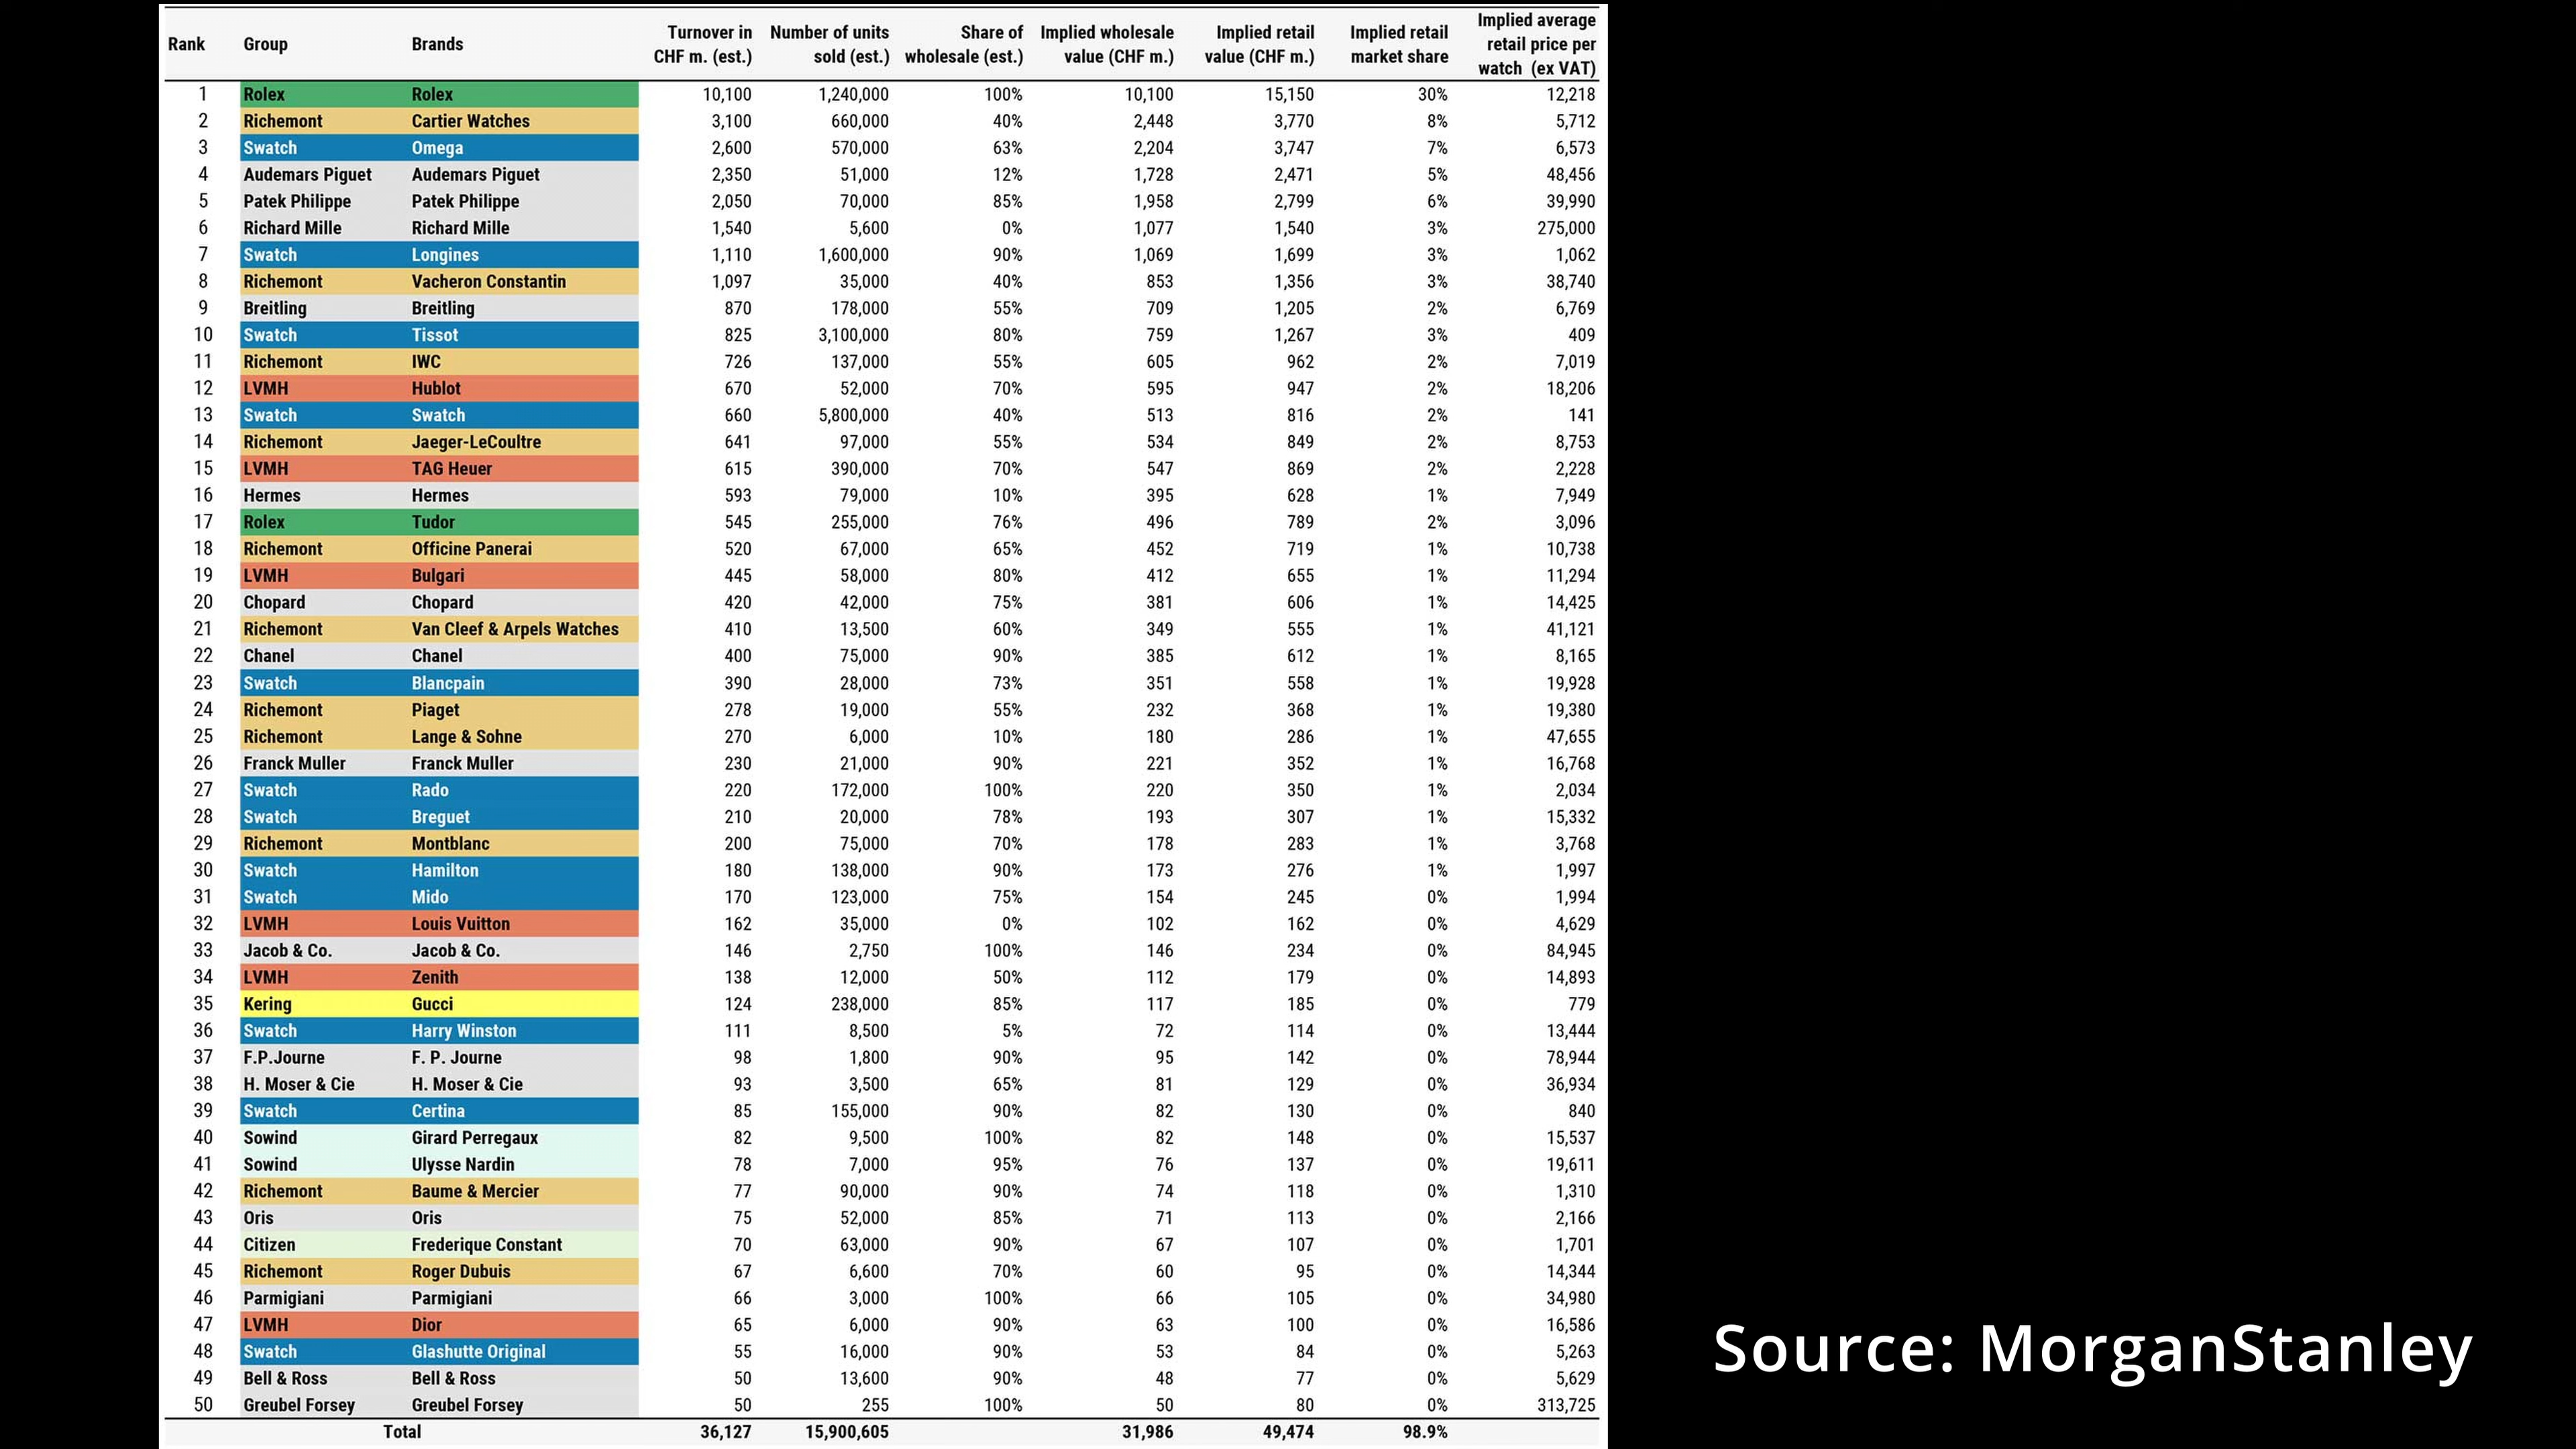 Rank Group Brands Turnover in CHF m. (est.) Number of units sold (est.) Share of wholesale (est.) Implied wholesale value (CHF m.) Implied retail value (CHF m.) Implied retail market share Implied average retail price per watch (ex VAT)
1 Rolex Rolex 10,100 1,240,000 100% 10,100 15,150 30% 12,218
2 Richemont Cartier Watches 3,100 660,000 40% 2,448 3,770 8% 5,712
3 Swatch Omega 2,600 570,000 63% 2,204 3,747 7% 6,573
4 Audemars Piguet Audemars Piguet 2,350 51,000 12% 1,728 2,471 5% 48,456
5 Patek Philippe Patek Philippe 2,050 70,000 85% 1,958 2,799 6% 39,990
6 Richard Mille Richard Mille 1,540 5,600 0% 1,077 1,540 3% 275,000
7 Swatch Longines 1,110 1,600,000 90% 1,069 1,699 3% 1,062
8 Richemont Vacheron Constantin 1,097 35,000 40% 853 1,356 3% 38,740
9 Breitling Breitling 870 178,000 55% 709 1,205 2% 6,769
10 Swatch Tissot 825 3,100,000 80% 759 1,267 3% 409
11 Richemont IWC 726 137,000 55% 605 962 2% 7,019
12 LVMH Hublot 670 52,000 70% 595 947 2% 18,206
13 Swatch Swatch 660 5,800,000 40% 513 816 2% 141
14 Richemont Jaeger-LeCoultre 641 97,000 55% 534 849 2% 8,753
15 LVMH TAG Heuer 615 390,000 70% 547 869 2% 2,228
16 Hermes Hermes 593 79,000 10% 395 628 1% 7,949
17 Rolex Tudor 545 255,000 76% 496 789 2% 3,096
18 Richemont Officine Panerai 520 67,000 65% 452 719 1% 10,738
19 LVMH Bulgari 445 58,000 80% 412 655 1% 11,294
20 Chopard Chopard 420 42,000 75% 381 606 1% 14,425
21 Richemont Van Cleef & Arpels Watches 410 13,500 60% 349 555 1% 41,121
22 Chanel Chanel 400 75,000 90% 385 612 1% 8,165
23 Swatch Blancpain 390 28,000 73% 351 558 1% 19,928
24 Richemont Piaget 278 19,000 55% 232 368 1% 19,380
25 Richemont Lange & Sohne 270 6,000 10% 180 286 1% 47,655
26 Franck Muller Franck Muller 230 21,000 90% 221 352 1% 16,768
27 Swatch Rado 220 172,000 100% 220 350 1% 2,034
28 Swatch Breguet 210 20,000 78% 193 307 1% 15,332
29 Richemont Montblanc 200 75,000 70% 178 283 1% 3,768
30 Swatch Hamilton 180 138,000 90% 173 276 1% 1,997
31 Swatch Mido 170 123,000 75% 154 245 0% 1,994
32 LVMH Louis Vuitton 162 35,000 0% 102 162 0% 4,629
33 Jacob & Co. Jacob & Co. 146 2,750 100% 146 234 0% 84,945
34 LVMH Zenith 138 12,000 50% 112 179 0% 14,893
35 Kering Gucci 124 238,000 85% 117 185 0% 779
36 Swatch Harry Winston 111 8,500 5% 72 114 0% 13,444
37 F.P.Journe F. P. Journe 98 1,800 90% 95 142 0% 78,944
38 H. Moser & Cie H. Moser & Cie 93 3,500 65% 81 129 0% 36,934
39 Swatch Certina 85 155,000 90% 82 130 0% 840
40 Sowind Girard Perregaux 82 9,500 100% 82 148 0% 15,537
41 Sowind Ulysse Nardin 78 7,000 95% 76 137 0% 19,611
42 Richemont Baume & Mercier 77 90,000 90% 74 118 0% 1,310
43 Oris Oris 75 52,000 85% 71 113 0% 2,166
44 Citizen Frederique Constant 70 63,000 90% 67 107 0% 1,701
45 Richemont Roger Dubuis 67 6,600 70% 60 95 0% 14,344
46 Parmigiani Parmigiani 66 3,000 100% 66 105 0% 34,980
47 LVMH Dior 65 6,000 90% 63 100 0% 16,586
48 Swatch Glashutte Original 55 16,000 90% 53 84 0% 5,263
49 Bell & Ross Bell & Ross 50 13,600 90% 48 77 0% 5,629
50 Greubel Forsey Greubel Forsey 50 255 100% 50 80 0% 313,725
Total 36,127 15,900,605 31,986 49,474 98.9%
Source: MorganStanley